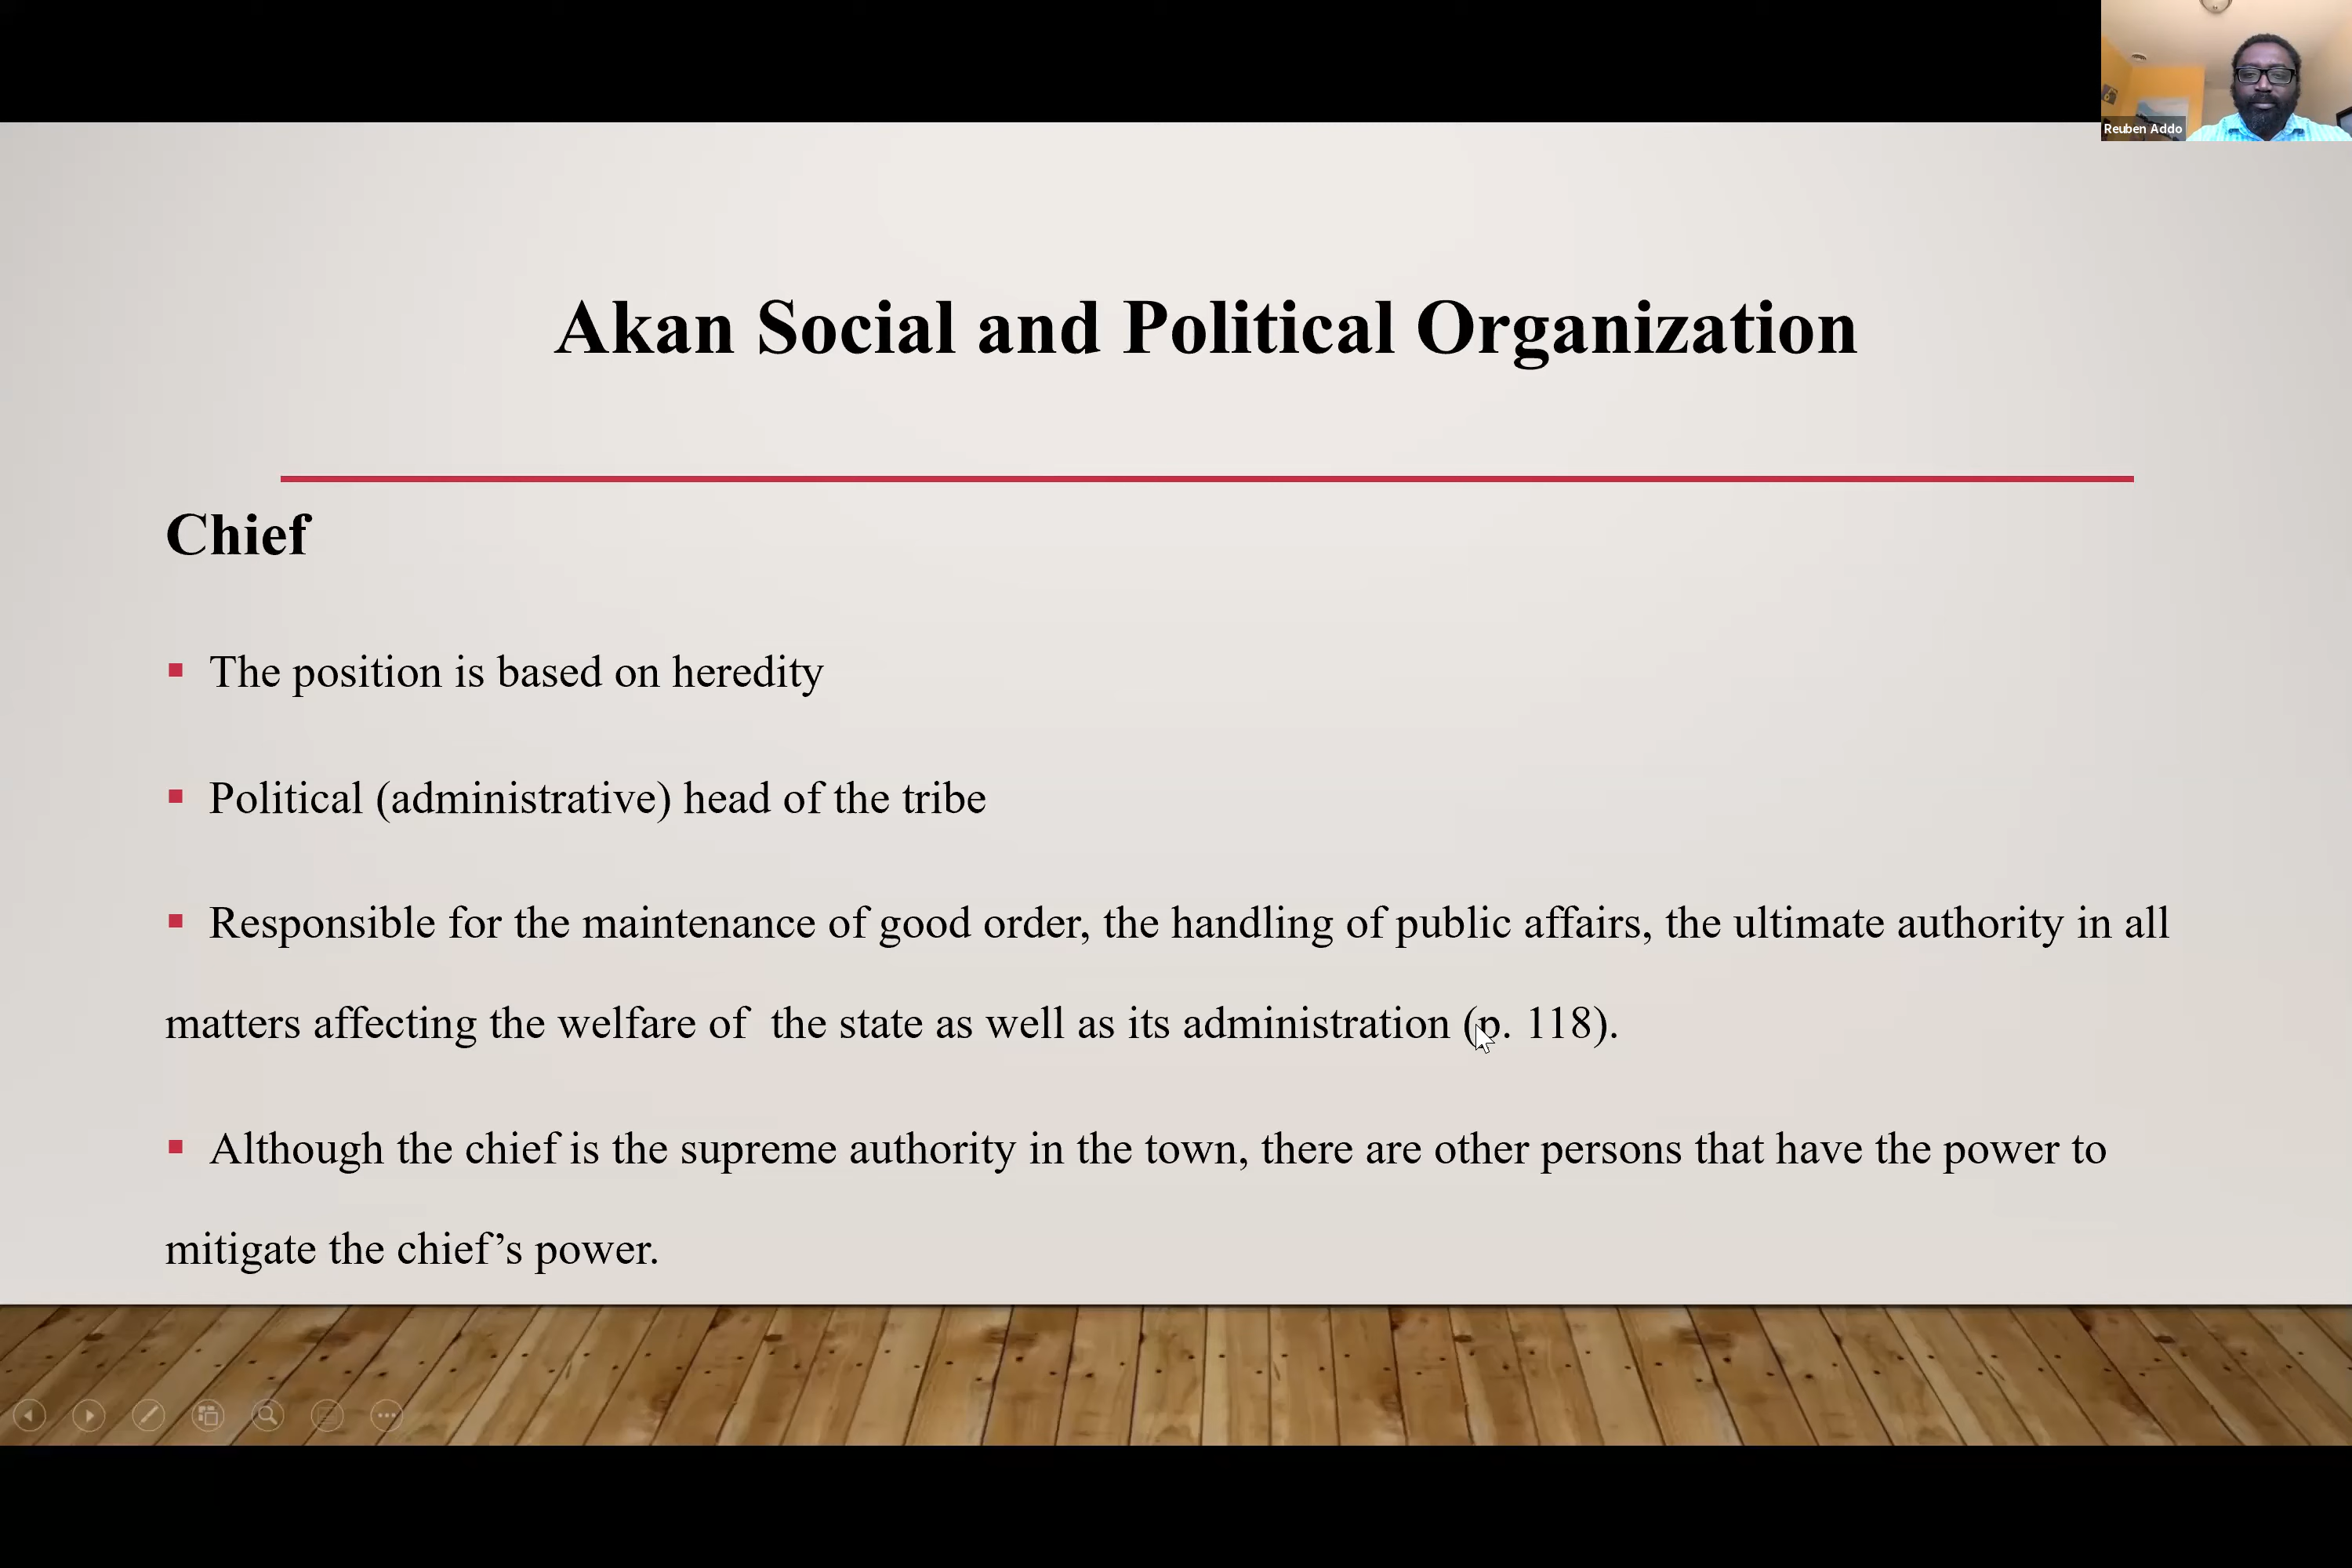 Reuben Addo
Akan Social and Political Organization
Chief
▪ The position is based on heredity
▪ Political (administrative) head of the tribe
▪ Responsible for the maintenance of good order, the handling of public affairs, the ultimate authority in all
matters affecting the welfare of  the state as well as its administration (p. 118).
▪ Although the chief is the supreme authority in the town, there are other persons that have the power to
mitigate the chief’s power.